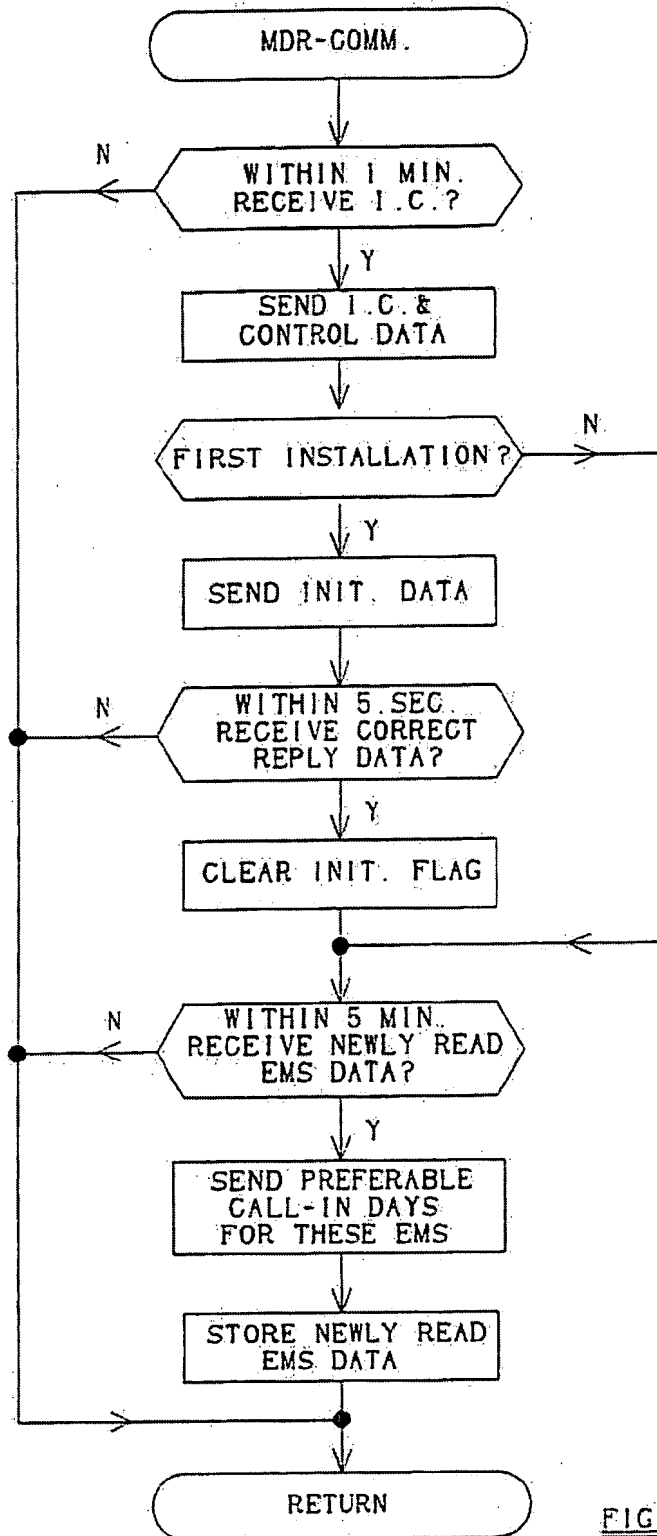 MDR-COMM.
N
WITHIN 1 MIN.
RECEIVE I.C.?
Y
SEND I.C.&
CONTROL DATA
N
FIRST INSTALLATION?
Y
SEND INIT. DATA
N
WITHIN 5.SEC.
RECEIVE CORRECT
REPLY DATA?
Y
CLEAR INIT. FLAG
N
WITHIN 5 MIN.
RECEIVE NEWLY READ
EMS DATA?
Y
SEND PREFERABLE
CALL-IN DAYS
FOR THESE EMS
STORE NEWLY READ
EMS DATA
RETURN
FIG